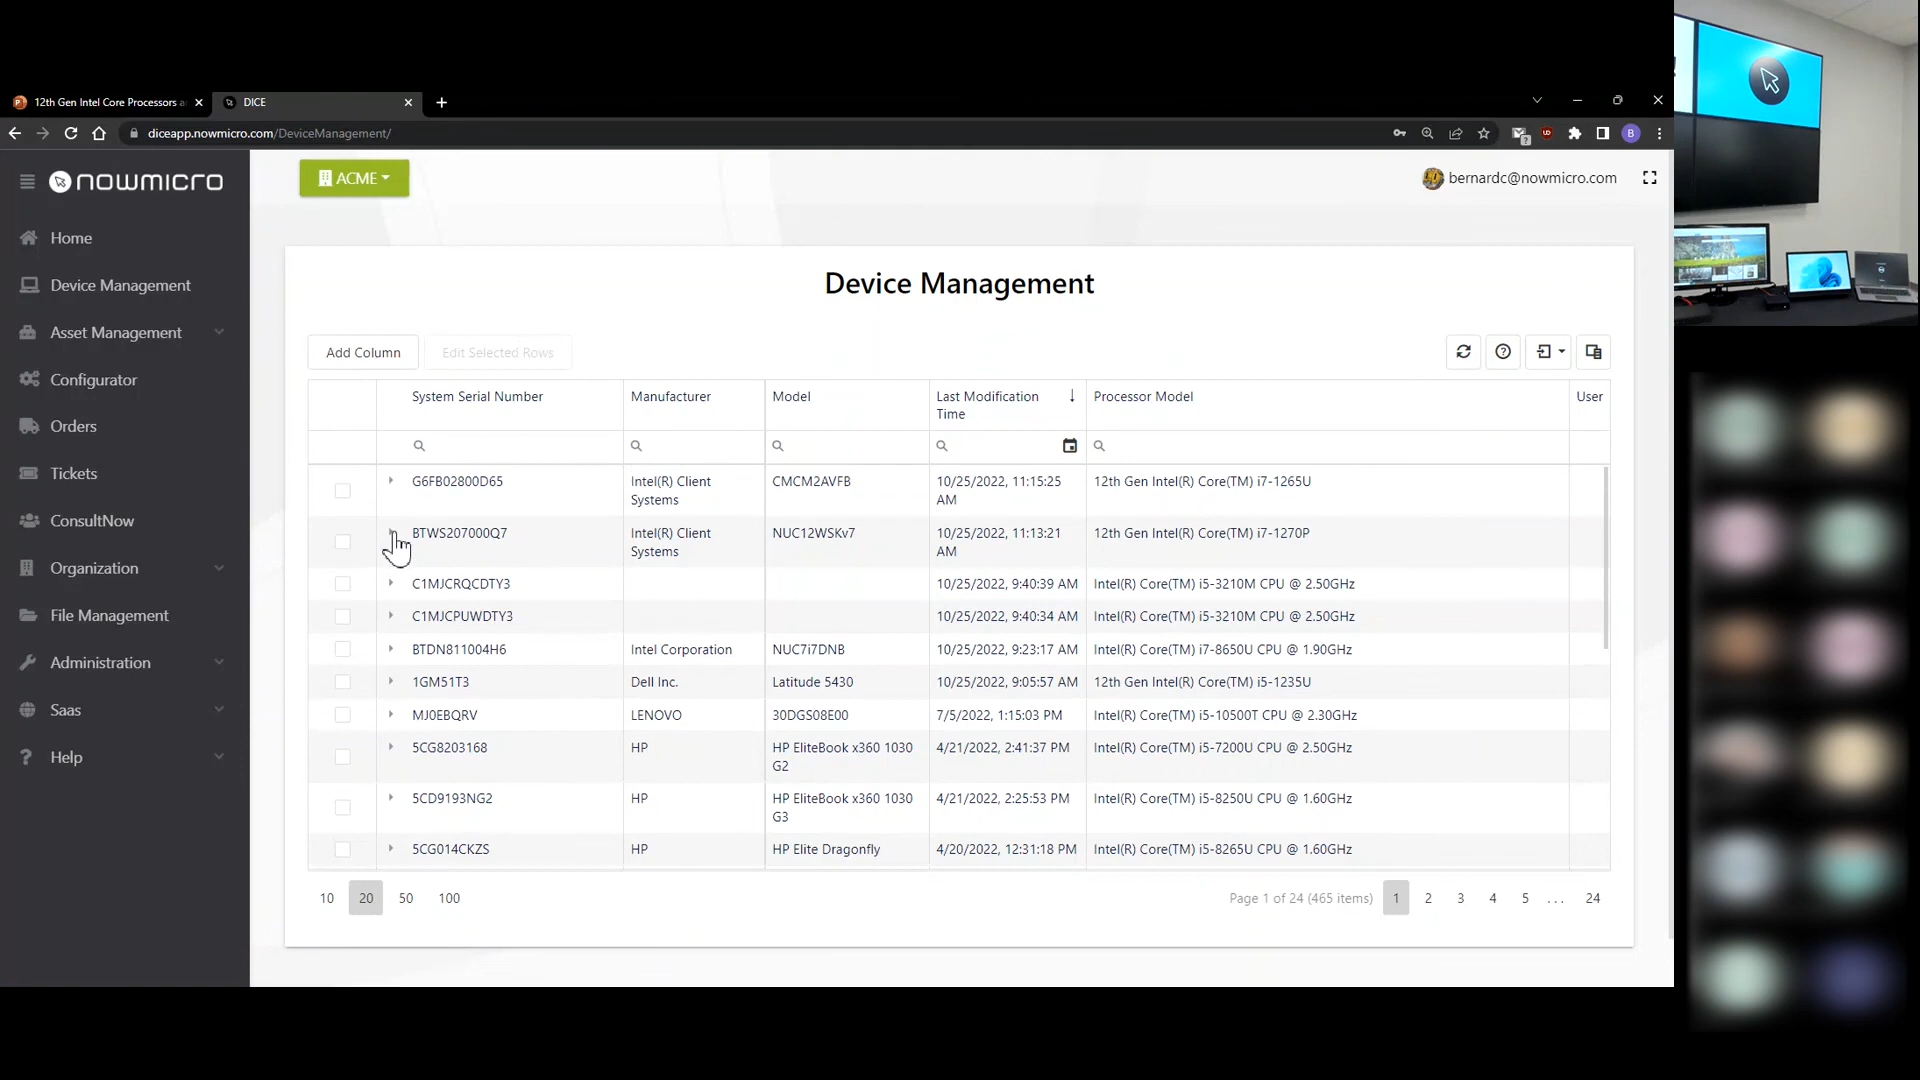 12th Gen Intel Core Processors a
DICE
diceapp.nowmicro.com/DeviceManagement/
B
nowmicro
ACME
bernardc@nowmicro.com
Home
Device Management
Asset Management
Configurator
Orders
Tickets
ConsultNow
Organization
File Management
Administration
Saas
Help
Device Management
Add Column
Edit Selected Rows
System Serial Number Manufacturer Model Last Modification Time Processor Model User
G6FB02800D65 Intel(R) Client Systems CMCM2AVFB 10/25/2022, 11:15:25 AM 12th Gen Intel(R) Core(TM) i7-1265U
BTWS207000Q7 Intel(R) Client Systems NUC12WSKv7 10/25/2022, 11:13:21 AM 12th Gen Intel(R) Core(TM) i7-1270P
C1MJCRQCDTY3 10/25/2022, 9:40:39 AM Intel(R) Core(TM) i5-3210M CPU @ 2.50GHz
C1MJCPUWDTY3 10/25/2022, 9:40:34 AM Intel(R) Core(TM) i5-3210M CPU @ 2.50GHz
BTDN811004H6 Intel Corporation NUC7i7DNB 10/25/2022, 9:23:17 AM Intel(R) Core(TM) i7-8650U CPU @ 1.90GHz
1GM51T3 Dell Inc. Latitude 5430 10/25/2022, 9:05:57 AM 12th Gen Intel(R) Core(TM) i5-1235U
MJ0EBQRV LENOVO 30DGS08E00 7/5/2022, 1:15:03 PM Intel(R) Core(TM) i5-10500T CPU @ 2.30GHz
5CG8203168 HP HP EliteBook x360 1030 G2 4/21/2022, 2:41:37 PM Intel(R) Core(TM) i5-7200U CPU @ 2.50GHz
5CD9193NG2 HP HP EliteBook x360 1030 G3 4/21/2022, 2:25:53 PM Intel(R) Core(TM) i5-8250U CPU @ 1.60GHz
5CG014CKZS HP HP Elite Dragonfly 4/20/2022, 12:31:18 PM Intel(R) Core(TM) i5-8265U CPU @ 1.60GHz
10 20 50 100
Page 1 of 24 (465 items) 1 2 3 4 5 ... 24